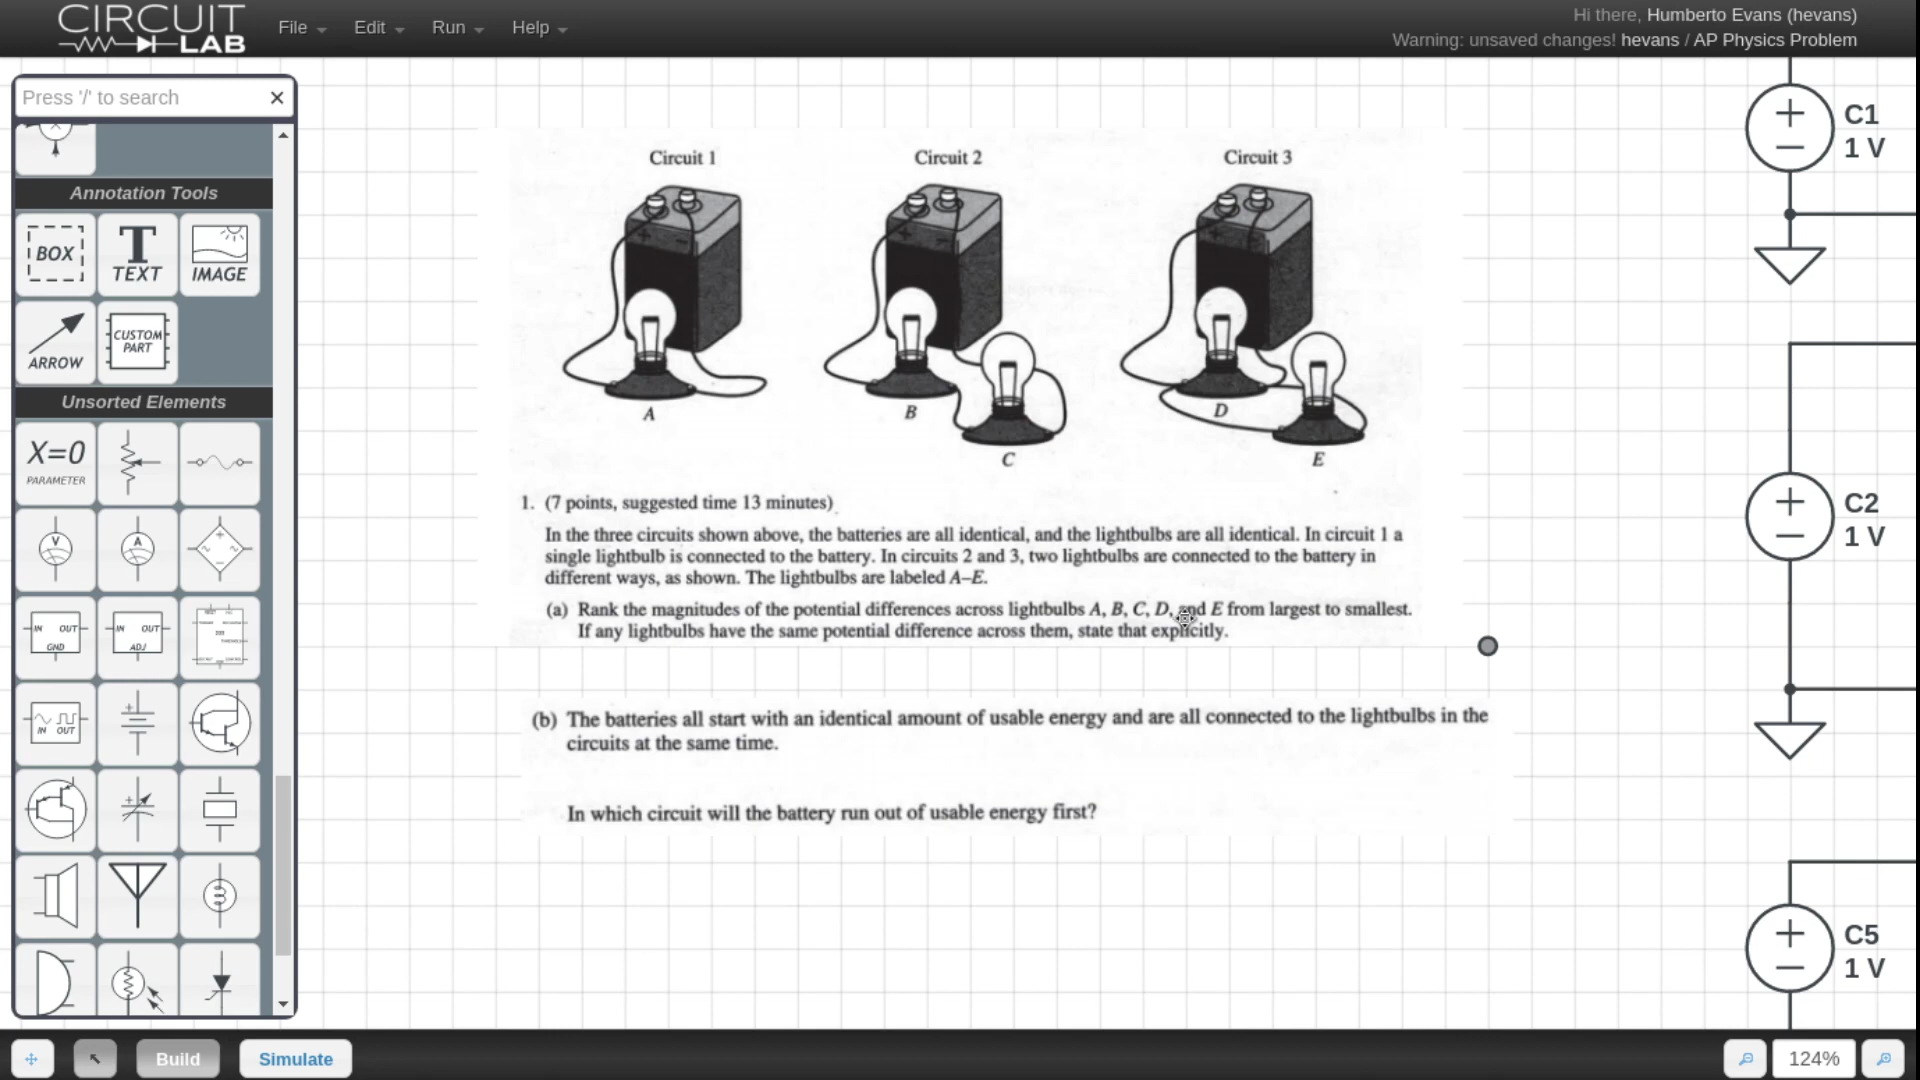 CIRCUIT
LAB
File Edit Run Help
Hi there, Humberto Evans (hevans)
Warning: unsaved changes! hevans / AP Physics Problem
Press '/' to search
Annotation Tools
BOX
TEXT
IMAGE
ARROW
CUSTOM
PART
Unsorted Elements
X=0
PARAMETER
V
A
IN OUT
GND
IN OUT
ADJ
IN OUT
Circuit 1
Circuit 2
Circuit 3
A
B
C
D
E
1. (7 points, suggested time 13 minutes)
In the three circuits shown above, the batteries are all identical, and the lightbulbs are all identical. In circuit 1 a
single lightbulb is connected to the battery. In circuits 2 and 3, two lightbulbs are connected to the battery in
different ways, as shown. The lightbulbs are labeled A–E.
(a) Rank the magnitudes of the potential differences across lightbulbs A, B, C, D, and E from largest to smallest.
If any lightbulbs have the same potential difference across them, state that explicitly.
(b) The batteries all start with an identical amount of usable energy and are all connected to the lightbulbs in the
circuits at the same time.
In which circuit will the battery run out of usable energy first?
C1
1 V
C2
1 V
C5
1 V
Build
Simulate
124%